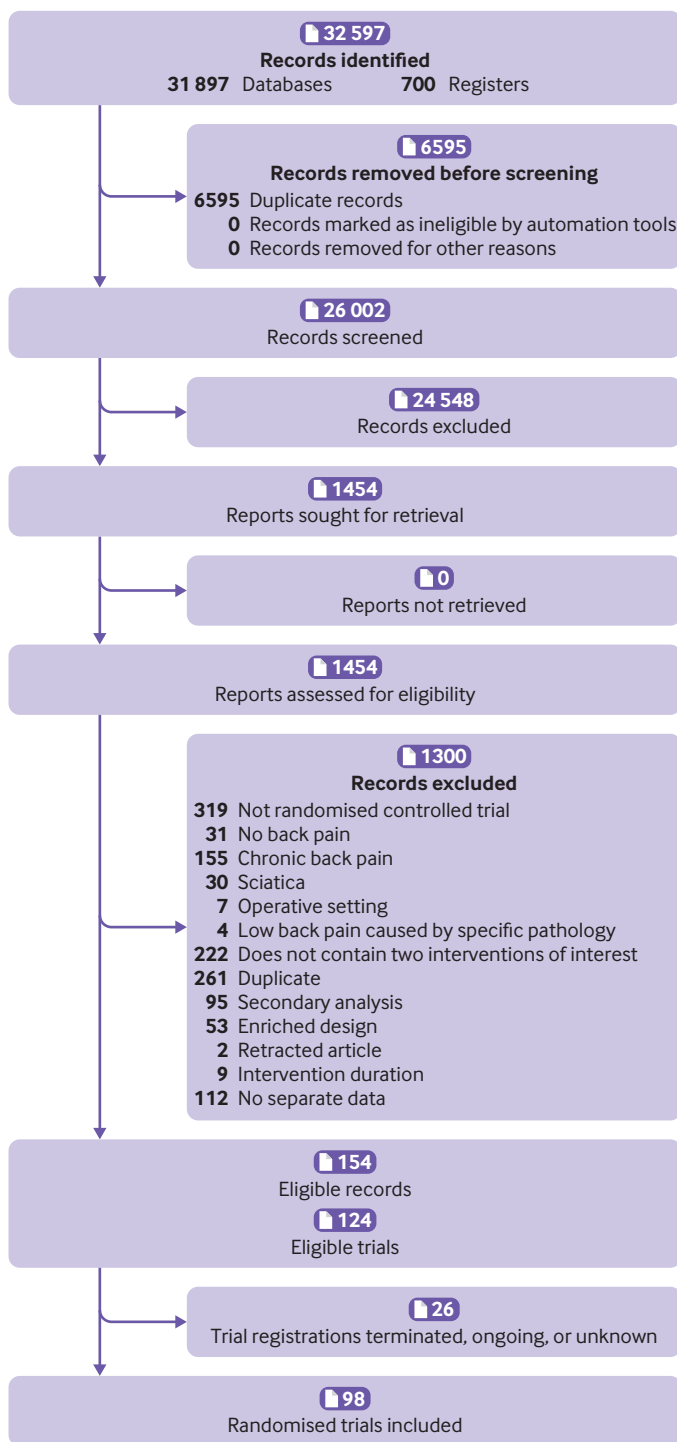 32 597
Records identified
31 897 Databases 700 Registers
6595
Records removed before screening
6595 Duplicate records
0 Records marked as ineligible by automation tools
0 Records removed for other reasons
26 002
Records screened
24 548
Records excluded
1454
Reports sought for retrieval
0
Reports not retrieved
1454
Reports assessed for eligibility
1300
Records excluded
319 Not randomised controlled trial
31 No back pain
155 Chronic back pain
30 Sciatica
7 Operative setting
4 Low back pain caused by specific pathology
222 Does not contain two interventions of interest
261 Duplicate
95 Secondary analysis
53 Enriched design
2 Retracted article
9 Intervention duration
112 No separate data
154
Eligible records
124
Eligible trials
26
Trial registrations terminated, ongoing, or unknown
98
Randomised trials included